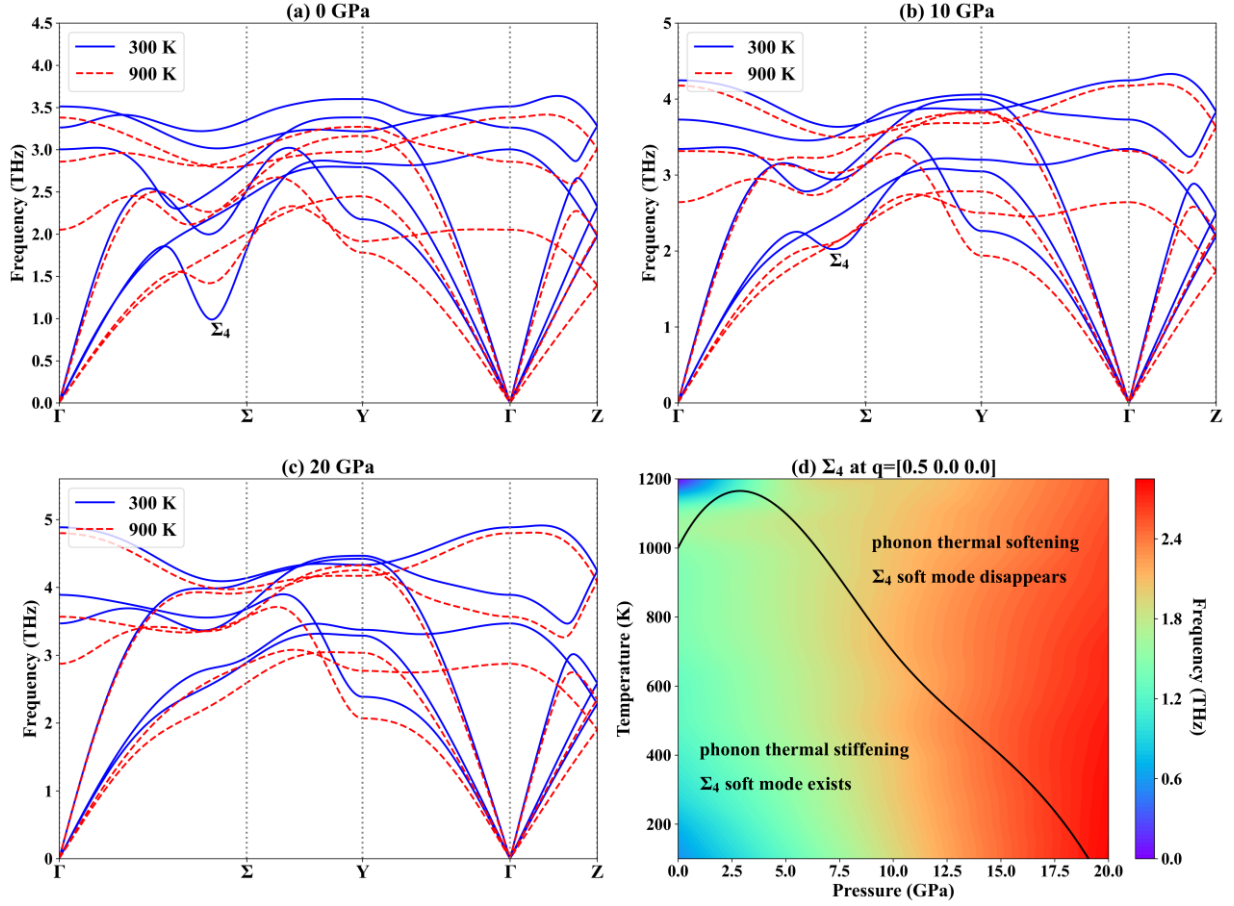 (a) 0 GPa
4.5
4.0
3.5
3.0
2.5
2.0
1.5
1.0
0.5
0.0
Frequency (THz)
300 K
900 K
Σ4
Γ
Σ
Y
Γ
Z
(b) 10 GPa
5
4
3
2
1
0
Frequency (THz)
300 K
900 K
Σ4
Γ
Σ
Y
Γ
Z
(c) 20 GPa
5
4
3
2
1
0
Frequency (THz)
300 K
900 K
Γ
Σ
Y
Γ
Z
(d) Σ4 at q=[0.5 0.0 0.0]
1200
1000
800
600
400
200
Temperature (K)
phonon thermal softening
Σ4 soft mode disappears
phonon thermal stiffening
Σ4 soft mode exists
0.0 2.5 5.0 7.5 10.0 12.5 15.0 17.5 20.0
Pressure (GPa)
2.4
1.8
1.2
0.6
0.0
Frequency (THz)